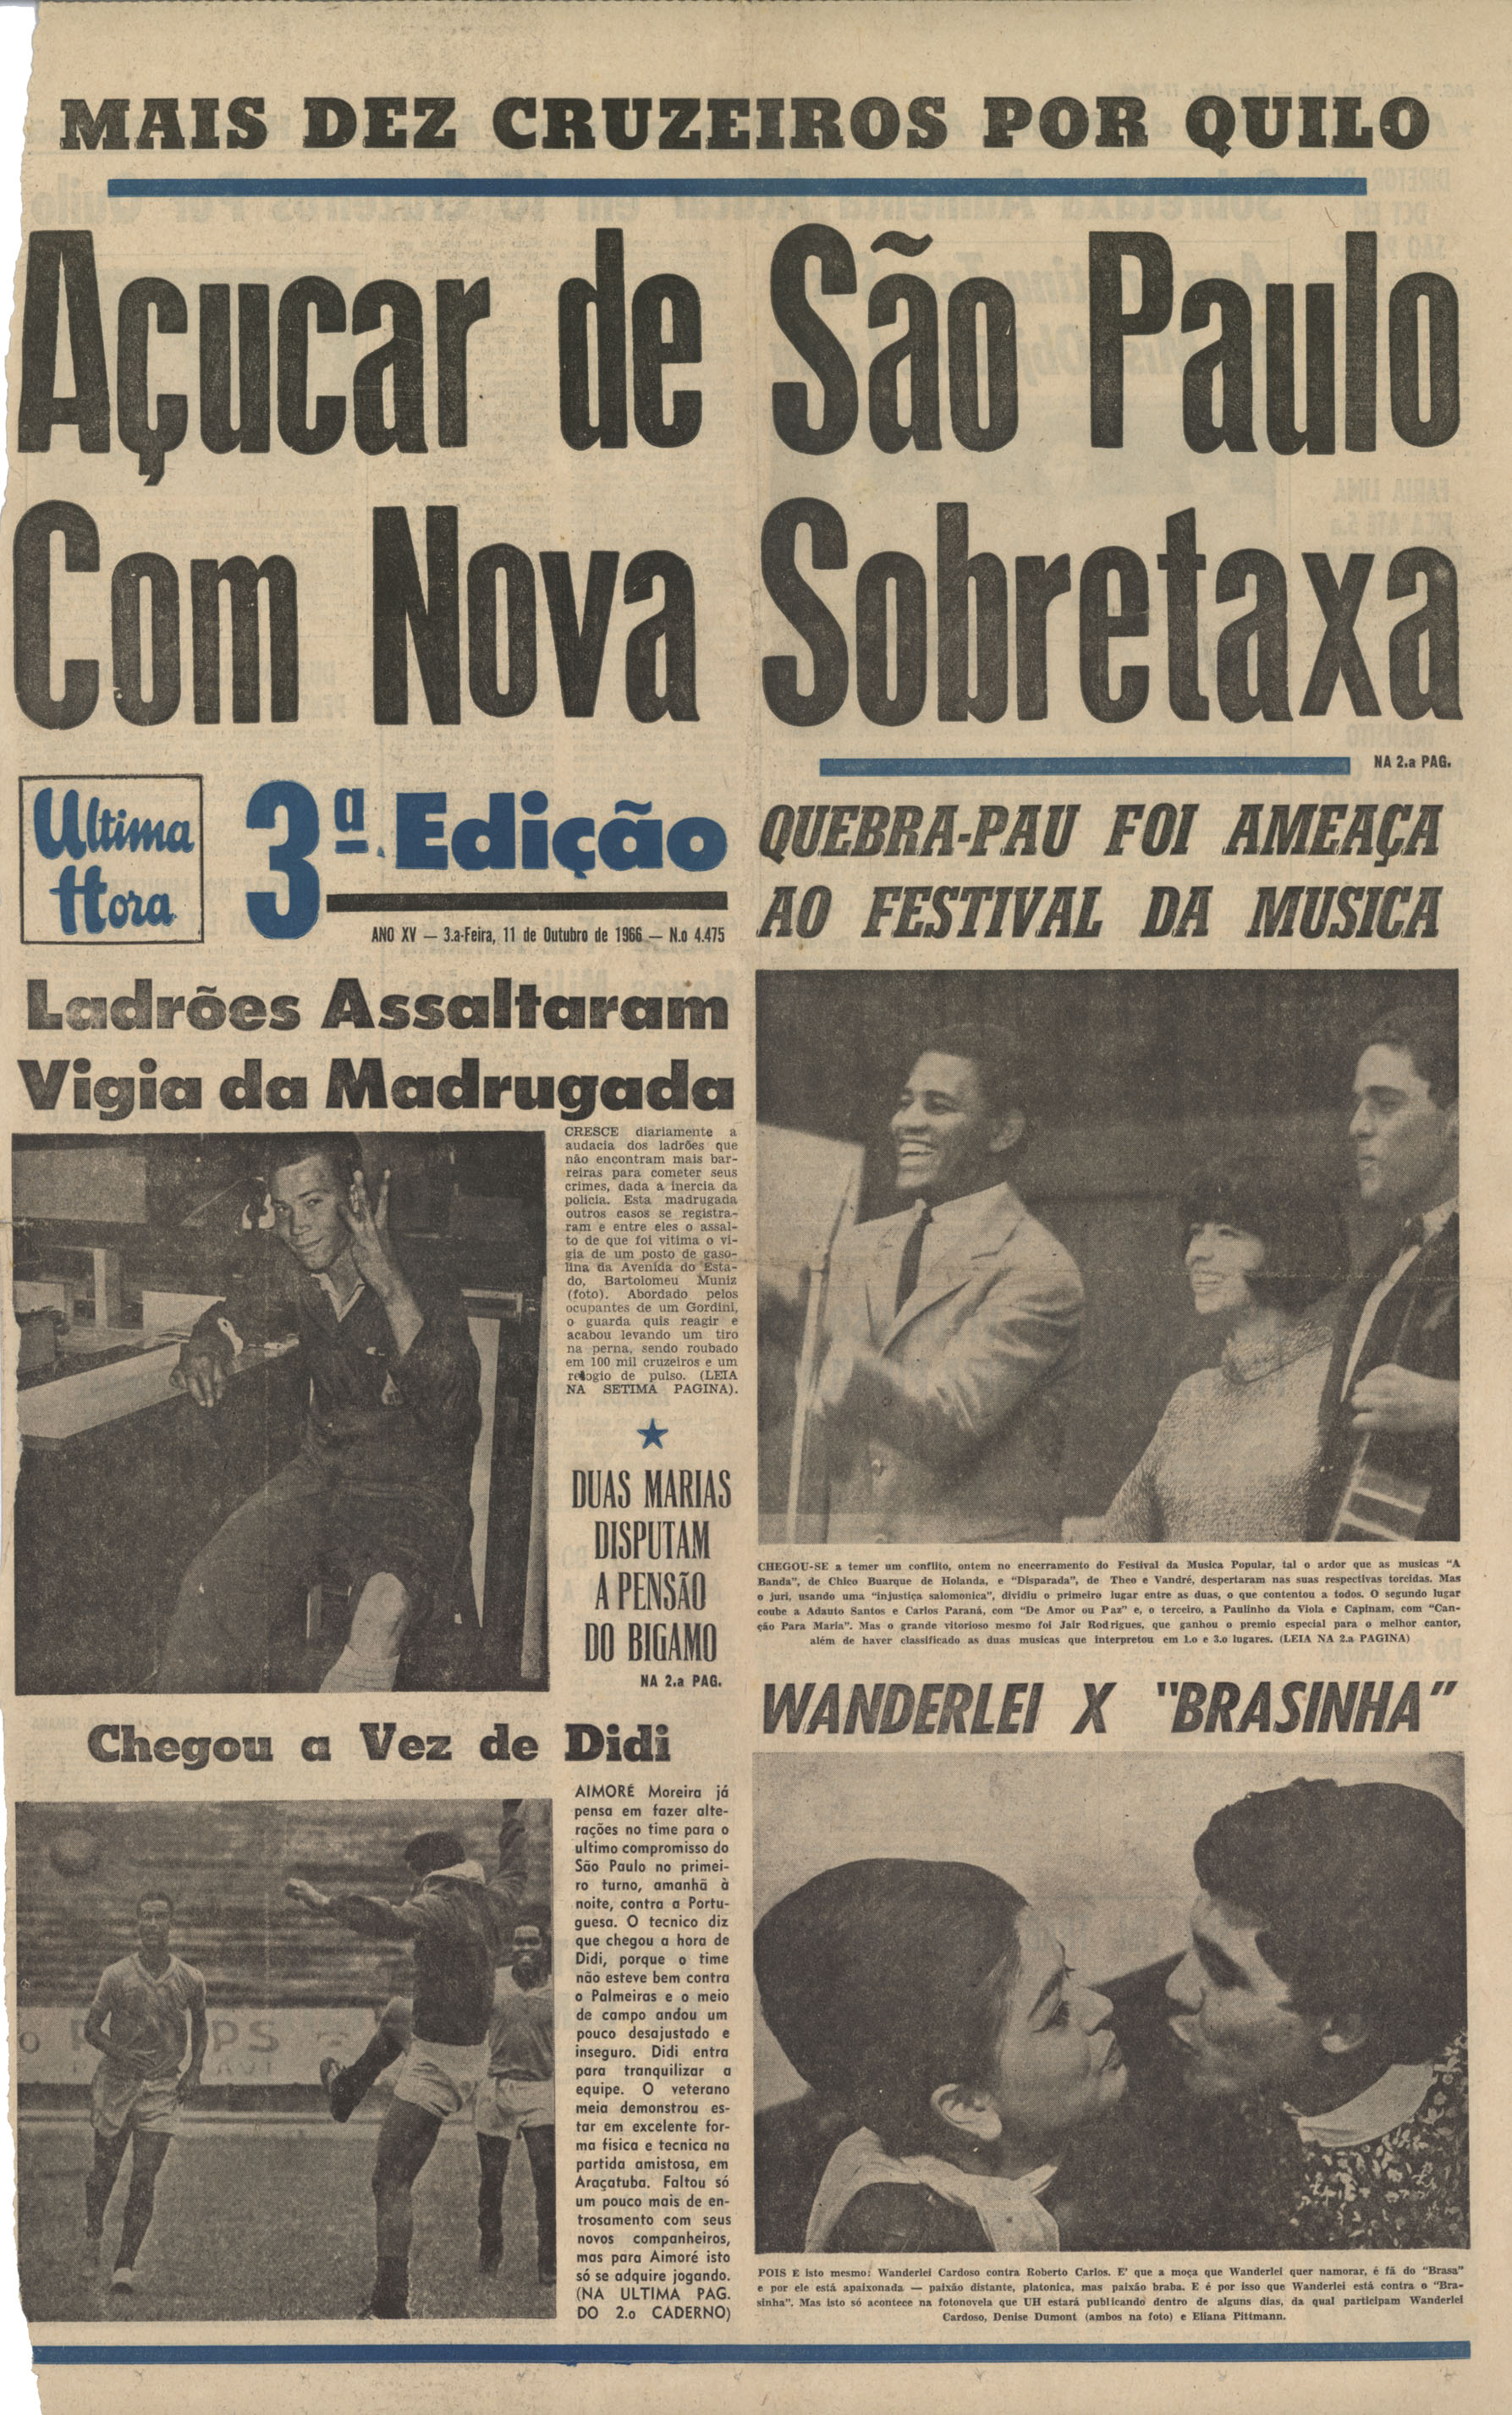 MAIS DEZ CRUZEIROS POR QUILO
Açucar de São Paulo
Com Nova Sobretaxa
NA 2.a PAG.
Ultima
Hora
3ª Edição
ANO XV — 3.a-Feira, 11 de Outubro de 1966 — N.o 4.475
Ladrões Assaltaram
Vigia da Madrugada
CRESCE diariamente a
audacia dos ladrões que
não encontram mais bar-
reiras para cometer seus
crimes, dada a inercia da
policia. Esta madrugada
outros casos se registra-
ram e entre eles o assal-
to de que foi vitima o vi-
gia de um posto de gaso-
lina da Avenida do Esta-
do, Bartolomeu Muniz
(foto). Abordado pelos
ocupantes de um Gordini,
o guarda quis reagir e
acabou levando um tiro
na perna, sendo roubado
em 100 mil cruzeiros e um
relogio de pulso. (LEIA
NA SETIMA PAGINA).
DUAS MARIAS
DISPUTAM
A PENSÃO
DO BIGAMO
NA 2.a PAG.
Chegou a Vez de Didi
AIMORÉ Moreira já
pensa em fazer alte-
rações no time para o
ultimo compromisso do
São Paulo no primei-
ro turno, amanhã à
noite, contra a Portu-
guesa. O tecnico diz
que chegou a hora de
Didi, porque o time
não esteve bem contra
o Palmeiras e o meio
de campo andou um
pouco desajustado e
inseguro. Didi entra
para tranquilizar a
equipe. O veterano
meia demonstrou es-
tar em excelente for-
ma fisica e tecnica na
partida amistosa, em
Araçatuba. Faltou só
um pouco mais de en-
trosamento com seus
novos companheiros,
mas para Aimoré isto
só se adquire jogando.
(NA ULTIMA PAG.
DO 2.o CADERNO)
QUEBRA-PAU FOI AMEAÇA
AO FESTIVAL DA MUSICA
CHEGOU-SE a temer um conflito, ontem no encerramento do Festival da Musica Popular, tal o ardor que as musicas "A
Banda", de Chico Buarque de Holanda, e "Disparada", de Theo e Vandré, despertaram nas suas respectivas torcidas. Mas
o juri, usando uma "injustiça salomonica", dividiu o primeiro lugar entre as duas, o que contentou a todos. O segundo lugar
coube a Adauto Santos e Carlos Paraná, com "De Amor ou Paz" e, o terceiro, a Paulinho da Viola e Capinam, com "Can-
ção Para Maria". Mas o grande vitorioso mesmo foi Jair Rodrigues, que ganhou o premio especial para o melhor cantor,
além de haver classificado as duas musicas que interpretou em 1.o e 3.o lugares. (LEIA NA 2.a PAGINA)
WANDERLEI X "BRASINHA"
POIS E isto mesmo: Wanderlei Cardoso contra Roberto Carlos. E' que a moça que Wanderlei quer namorar, é fá do "Brasa"
e por ele está apaixonada — paixão distante, platonica, mas paixão braba. E é por isso que Wanderlei está contra o "Bra-
sinha". Mas isto só acontece na fotonovela que UH estará publicando dentro de alguns dias, da qual participam Wanderlei
Cardoso, Denise Dumont (ambos na foto) e Eliana Pittmann.